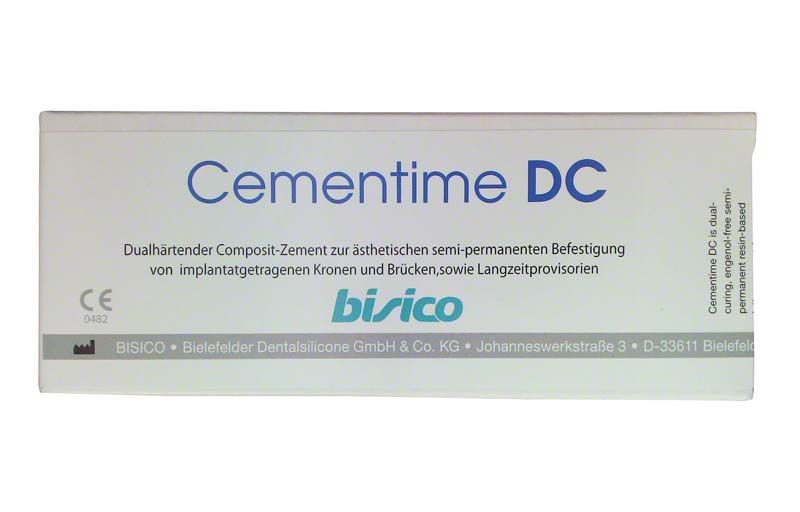 Cementime DC
Dualhärtender Composit-Zement zur ästhetischen semi-permanenten Befestigung
von implantatgetragenen Kronen und Brücken,sowie Langzeitprovisorien
CE
0482
bisico
BISICO • Bielefelder Dentalsilicone GmbH & Co. KG • Johanneswerkstraße 3 • D-33611 Bielefeld
Cementime DC is dual-
curing, engenol-free semi-
permanent resin-based